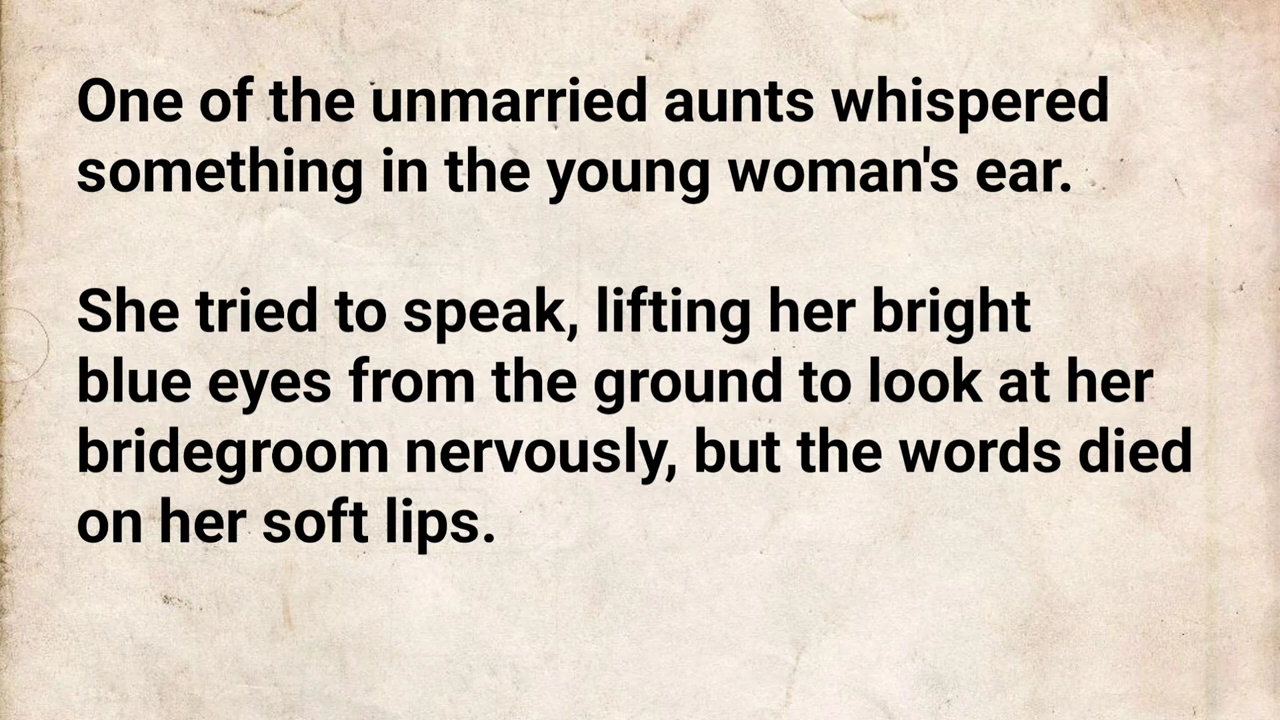 One of the unmarried aunts whispered
something in the young woman's ear.
She tried to speak, lifting her bright
blue eyes from the ground to look at her
bridegroom nervously, but the words died
on her soft lips.